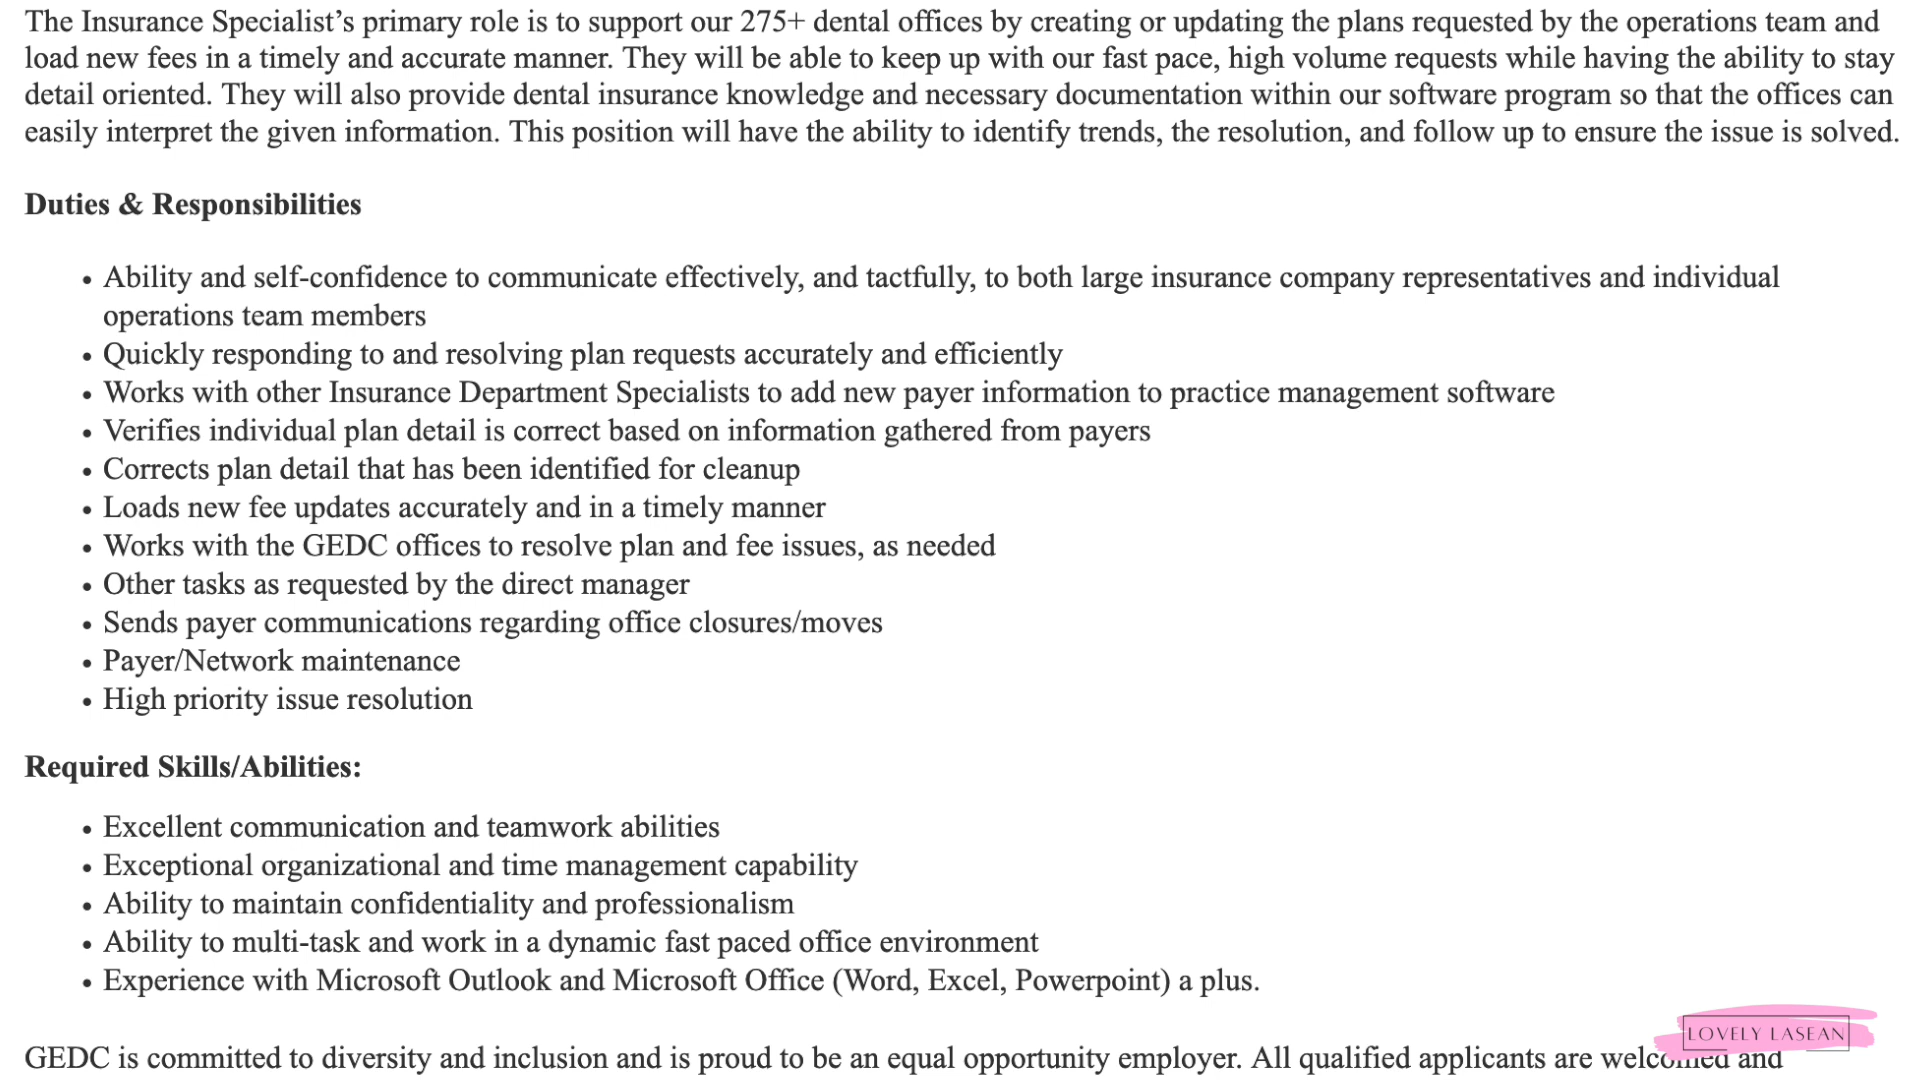 The Insurance Specialist’s primary role is to support our 275+ dental offices by creating or updating the plans requested by the operations team and
load new fees in a timely and accurate manner. They will be able to keep up with our fast pace, high volume requests while having the ability to stay
detail oriented. They will also provide dental insurance knowledge and necessary documentation within our software program so that the offices can
easily interpret the given information. This position will have the ability to identify trends, the resolution, and follow up to ensure the issue is solved.
Duties & Responsibilities
• Ability and self-confidence to communicate effectively, and tactfully, to both large insurance company representatives and individual
operations team members
• Quickly responding to and resolving plan requests accurately and efficiently
• Works with other Insurance Department Specialists to add new payer information to practice management software
• Verifies individual plan detail is correct based on information gathered from payers
• Corrects plan detail that has been identified for cleanup
• Loads new fee updates accurately and in a timely manner
• Works with the GEDC offices to resolve plan and fee issues, as needed
• Other tasks as requested by the direct manager
• Sends payer communications regarding office closures/moves
• Payer/Network maintenance
• High priority issue resolution
Required Skills/Abilities:
• Excellent communication and teamwork abilities
• Exceptional organizational and time management capability
• Ability to maintain confidentiality and professionalism
• Ability to multi-task and work in a dynamic fast paced office environment
• Experience with Microsoft Outlook and Microsoft Office (Word, Excel, Powerpoint) a plus.
LOVELY LASEAN
GEDC is committed to diversity and inclusion and is proud to be an equal opportunity employer. All qualified applicants are welcomed and